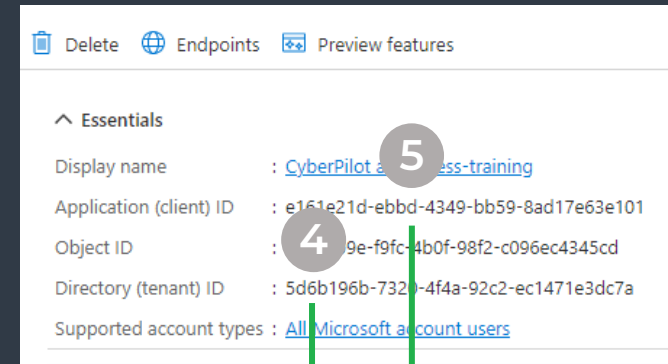 Delete Endpoints Preview features
Essentials
5
Display name : CyberPilot a ess-training
Application (client) ID : e161e21d-ebbd-4349-bb59-8ad17e63e101
4
Object ID : 9e-f9fc-4b0f-98f2-c096ec4345cd
Directory (tenant) ID : 5d6b196b-7320-4f4a-92c2-ec1471e3dc7a
Supported account types : All Microsoft account users